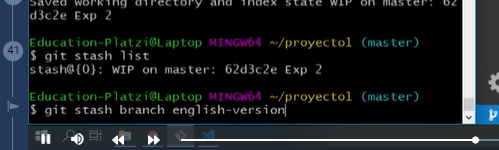 Saved working directory and index state WIP on master: 62
d3c2e Exp 2
Education-Platzi@Laptop MINGW64 ~/proyecto1 (master)
$ git stash list
stash@{0}: WIP on master: 62d3c2e Exp 2
41
Education-Platzi@Laptop MINGW64 ~/proyecto1 (master)
$ git stash branch english-version